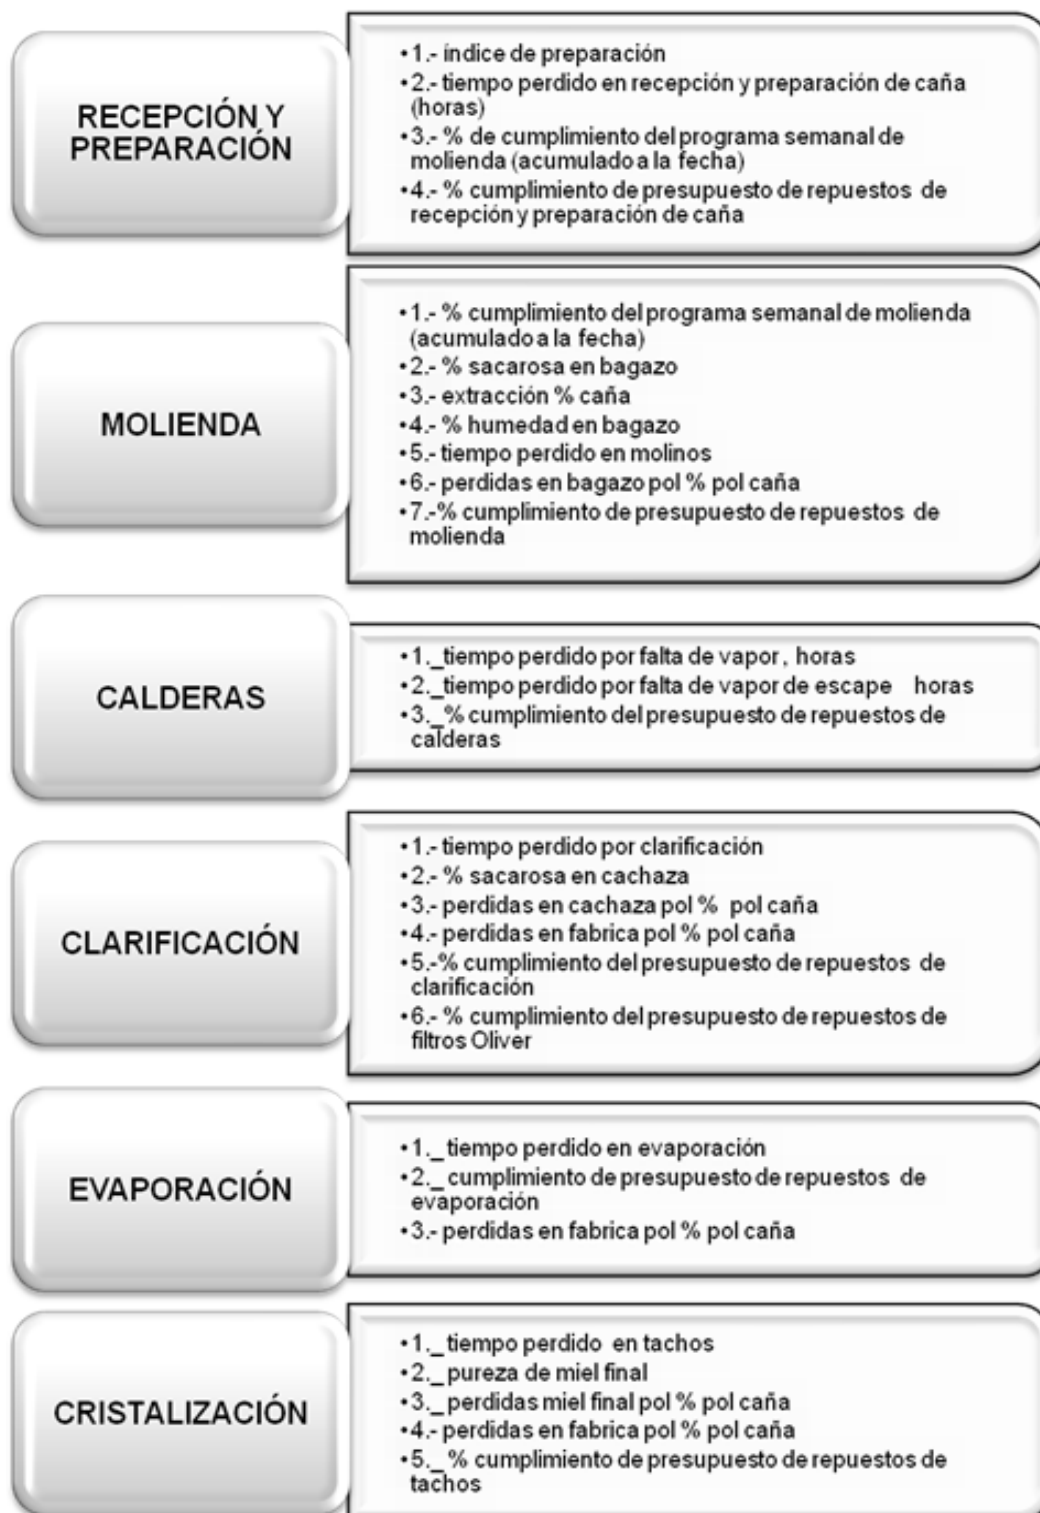 RECEPCIÓN Y
PREPARACIÓN
•1.- índice de preparación
•2.- tiempo perdido en recepción y preparación de caña
(horas)
•3.- % de cumplimiento del programa semanal de
molienda (acumulado a la fecha)
•4.- % cumplimiento de presupuesto de repuestos de
recepción y preparación de caña
MOLIENDA
•1.- % cumplimiento del programa semanal de molienda
(acumulado a la fecha)
•2.- % sacarosa en bagazo
•3.- extracción % caña
•4.- % humedad en bagazo
•5.- tiempo perdido en molinos
•6.- perdidas en bagazo pol % pol caña
•7.-% cumplimiento de presupuesto de repuestos de
molienda
CALDERAS
•1._tiempo perdido por falta de vapor , horas
•2._tiempo perdido por falta de vapor de escape horas
•3._% cumplimiento del presupuesto de repuestos de
calderas
CLARIFICACIÓN
•1.- tiempo perdido por clarificación
•2.- % sacarosa en cachaza
•3.- perdidas en cachaza pol % pol caña
•4.- perdidas en fabrica pol % pol caña
•5.-% cumplimiento del presupuesto de repuestos de
clarificación
•6.- % cumplimiento del presupuesto de repuestos de
filtros Oliver
EVAPORACIÓN
•1._ tiempo perdido en evaporación
•2._ cumplimiento de presupuesto de repuestos de
evaporación
•3.- perdidas en fabrica pol % pol caña
CRISTALIZACIÓN
•1._ tiempo perdido en tachos
•2._ pureza de miel final
•3._ perdidas miel final pol % pol caña
•4.- perdidas en fabrica pol % pol caña
•5._ % cumplimiento de presupuesto de repuestos de
tachos